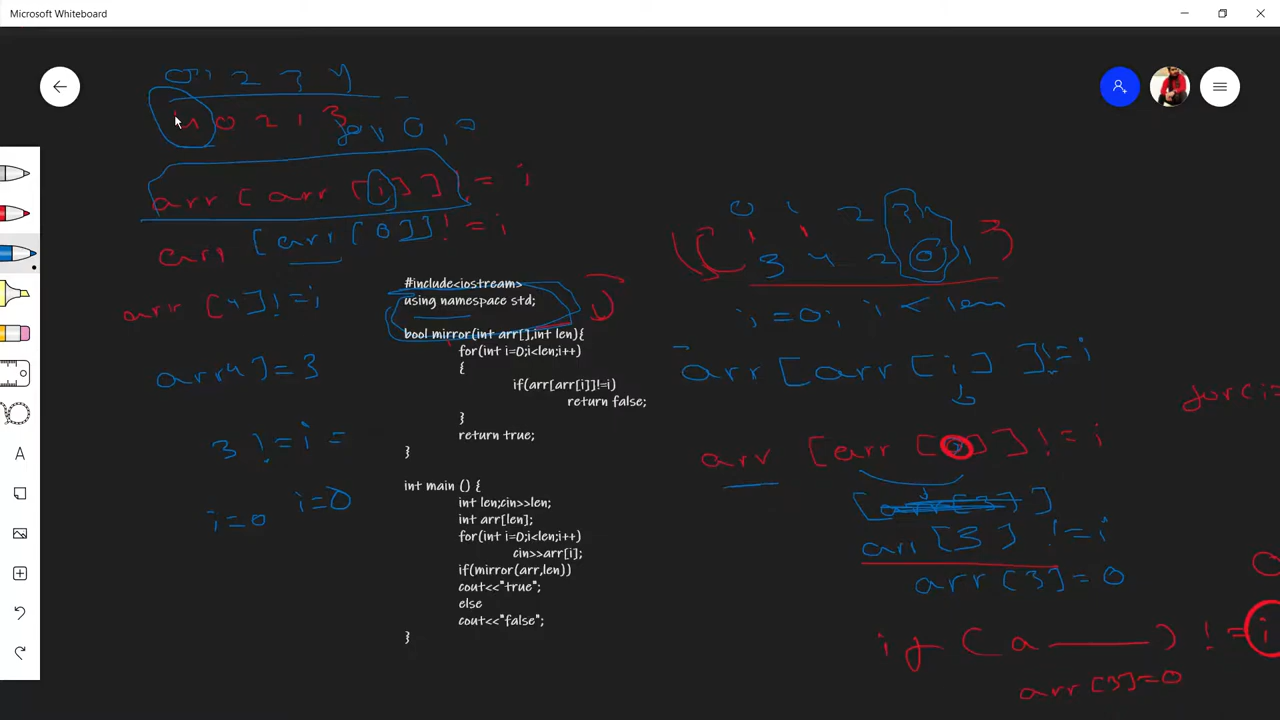 Microsoft Whiteboard
0 1 2 3 4
4 0 2 1 3
arr [ arr [ i ] ] != i
arr [ arr [ 0 ] ] != i
arr [ 4 ] != i
arr 4 ] = 3
3 != i =
i = 0 i = 0
#include<iostream>
using namespace std;
bool mirror(int arr[],int len){
for(int i=0;i<len;i++)
{
if(arr[arr[i]]!=i)
return false;
}
return true;
}
int main () {
int len;cin>>len;
int arr[len];
for(int i=0;i<len;i++)
cin>>arr[i];
if(mirror(arr,len))
cout<<"true";
else
cout<<"false";
}
0 1 2 3
3 4 2 0 1
i = 0; i < len
arr [ arr [ i ] ] != i
arr [ arr [ 0 ] ] != i
arr [ 3 ] != i
arr [ 3 ] = 0
if ( a ) != i
arr [3] = 0
for ( i =
A